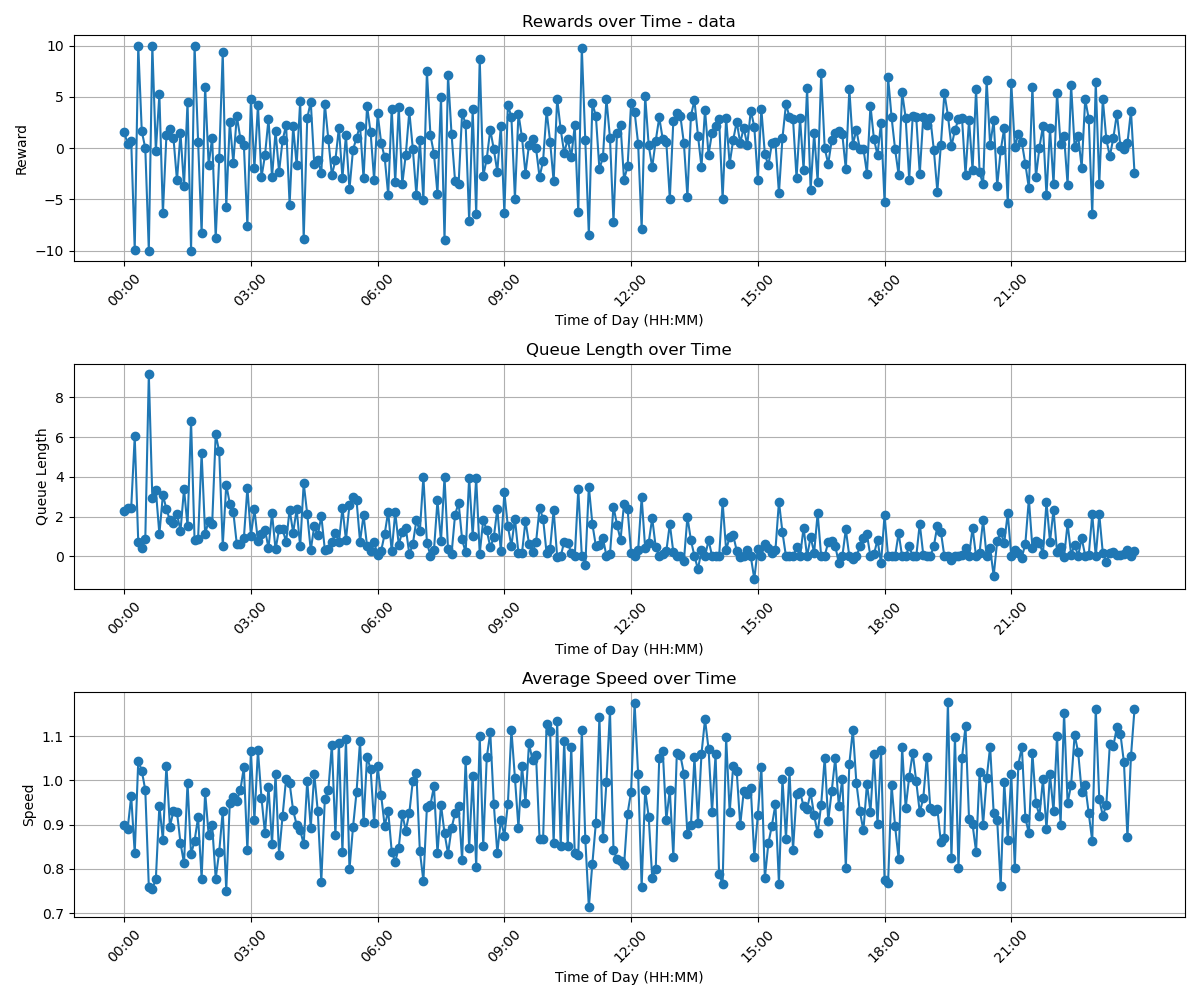 Rewards over Time - data
Reward
10
5
0
−5
−10
00:00 03:00 06:00 09:00 12:00 15:00 18:00 21:00
Time of Day (HH:MM)
Queue Length over Time
Queue Length
8
6
4
2
0
00:00 03:00 06:00 09:00 12:00 15:00 18:00 21:00
Time of Day (HH:MM)
Average Speed over Time
Speed
1.1
1.0
0.9
0.8
0.7
00:00 03:00 06:00 09:00 12:00 15:00 18:00 21:00
Time of Day (HH:MM)